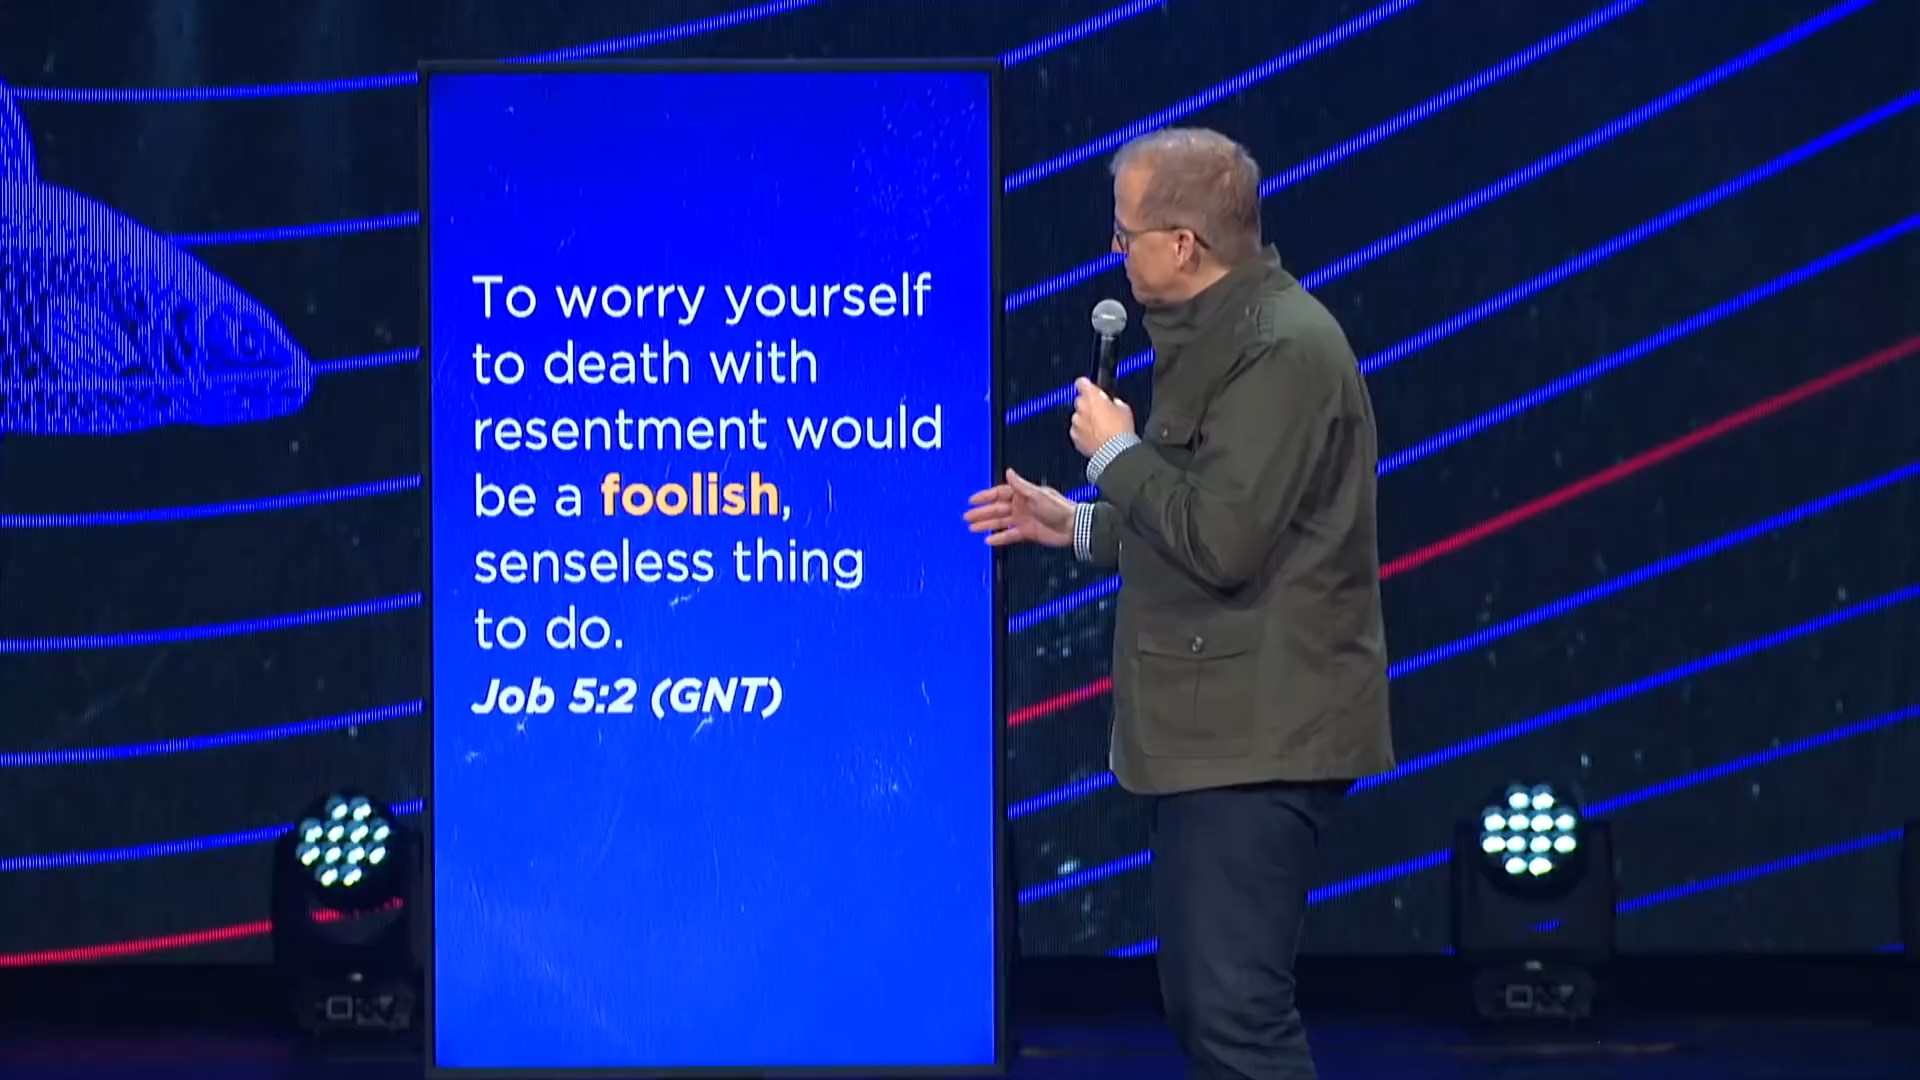 To worry yourself
to death with
resentment would
be a foolish,
senseless thing
to do.
Job 5:2 (GNT)